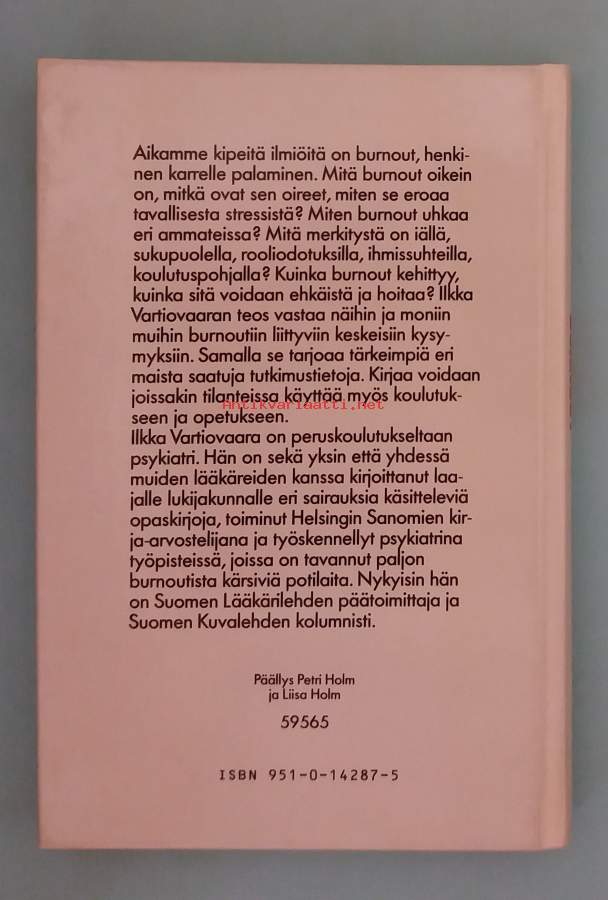 Aikamme kipeitä ilmiöitä on burnout, henki-
nen karrelle palaminen. Mitä burnout oikein
on, mitkä ovat sen oireet, miten se eroaa
tavallisesta stressistä? Miten burnout uhkaa
eri ammateissa? Mitä merkitystä on iällä,
sukupuolella, rooliodotuksilla, ihmissuhteilla,
koulutuspohjalla? Kuinka burnout kehittyy,
kuinka sitä voidaan ehkäistä ja hoitaa? Ilkka
Vartiovaaran teos vastaa näihin ja moniin
muihin burnoutiin liittyviin keskeisiin kysy-
myksiin. Samalla se tarjoaa tärkeimpiä eri
maista saatuja tutkimustietoja. Kirjaa voidaan
joissakin tilanteissa käyttää myös koulutuk-
Antikvariaatti.net
seen ja opetukseen.
Ilkka Vartiovaara on peruskoulutukseltaan
psykiatri. Hän on sekä yksin että yhdessä
muiden lääkäreiden kanssa kirjoittanut laa-
jalle lukijakunnalle eri sairauksia käsitteleviä
opaskirjoja, toiminut Helsingin Sanomien kir-
ja-arvostelijana ja työskennellyt psykiatrina
työpisteissä, joissa on tavannut paljon
burnoutista kärsiviä potilaita. Nykyisin hän
on Suomen Lääkärilehden päätoimittaja ja
Suomen Kuvalehden kolumnisti.
Päällys Petri Holm
ja Liisa Holm
59565
ISBN 951-0-14287-5